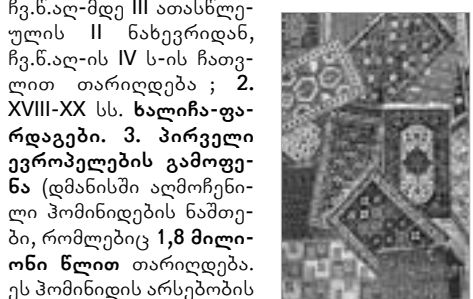 ჩვ.წ.აღ-მდე III ათასწლე-
ულის II ნახევრიდან,
ჩვ.წ.აღ-ის IV ს-ის ჩათვ-
ლით თარიღდება ; 2.
XVIII-XX სს. ხალიჩა-ფა-
რდაგები. 3. პირველი
ევროპელების გამოფე-
ნა (დმანისში აღმოჩენი-
ლი ჰომინიდების ნაშთე-
ბი, რომლებიც 1,8 მილი-
ონი წლით თარიღდება.
ეს ჰომინიდის არსებობის